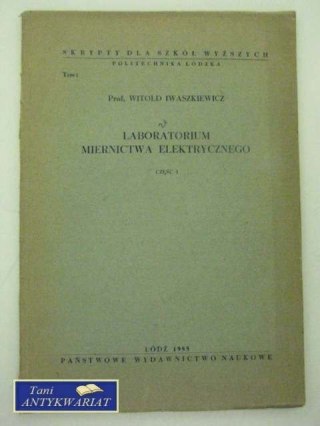 SKRYPTY DLA SZKÓŁ WYŻSZYCH
POLITECHNIKA ŁÓDZKA
Prof. WITOLD IWASZKIEWICZ
LABORATORIUM
MIERNICTWA ELEKTRYCZNEGO
CZĘŚĆ I
ŁÓDŹ 1955
PAŃSTWOWE WYDAWNICTWO NAUKOWE
Tani
ANTYKWARIAT